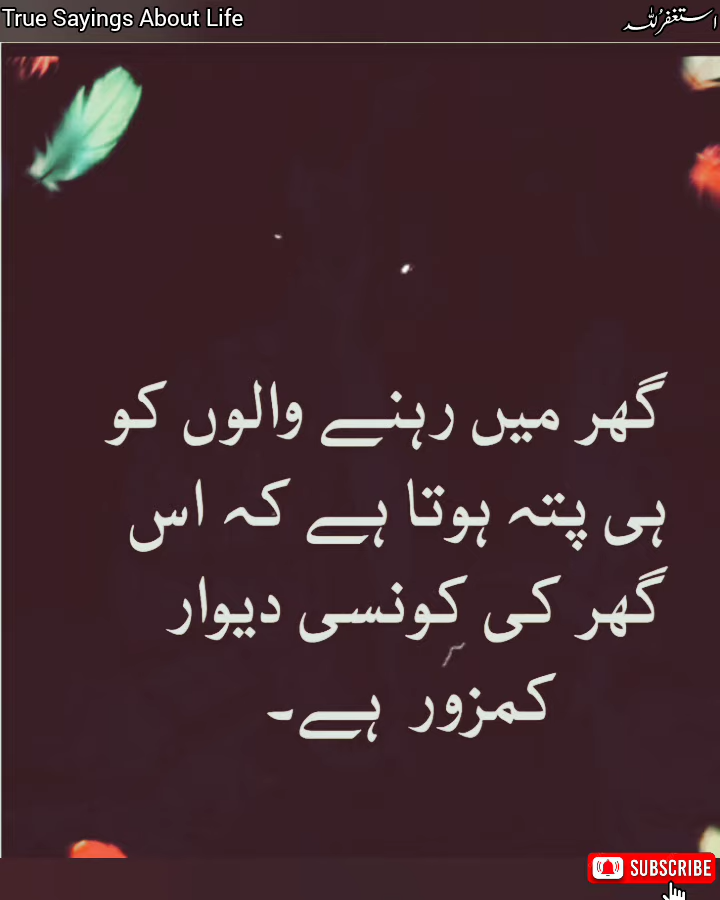 True Sayings About Life
استغفرُللہ
گھر میں رہنے والوں کو
ہی پتہ ہوتا ہے کہ اس
گھر کی کونسی دیوار
کمزور ہے۔
SUBSCRIBE